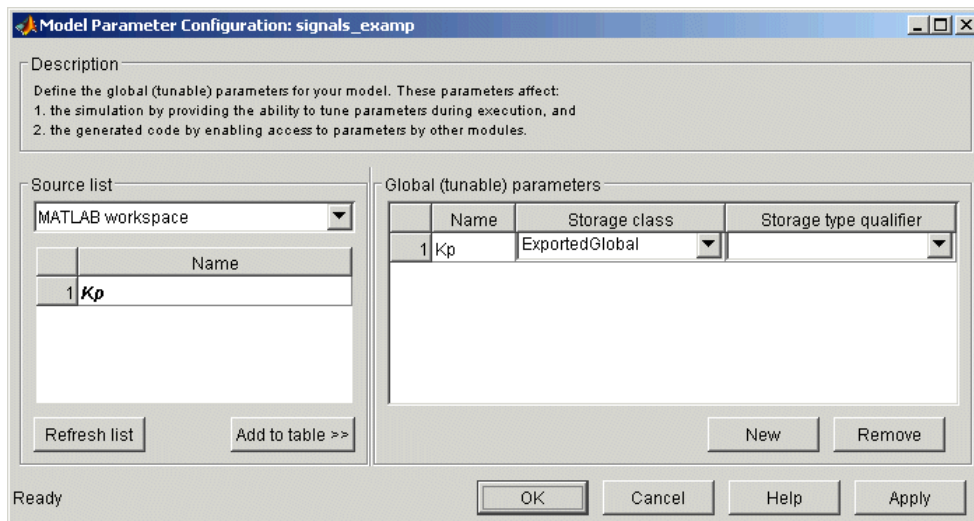 Model Parameter Configuration: signals_examp
Description
Define the global (tunable) parameters for your model. These parameters affect:
1. the simulation by providing the ability to tune parameters during execution, and
2. the generated code by enabling access to parameters by other modules.
Source list
MATLAB workspace
Name
1 Kp
Refresh list
Add to table >>
Global (tunable) parameters
Name Storage class Storage type qualifier
1 Kp ExportedGlobal
New Remove
Ready
OK Cancel Help Apply